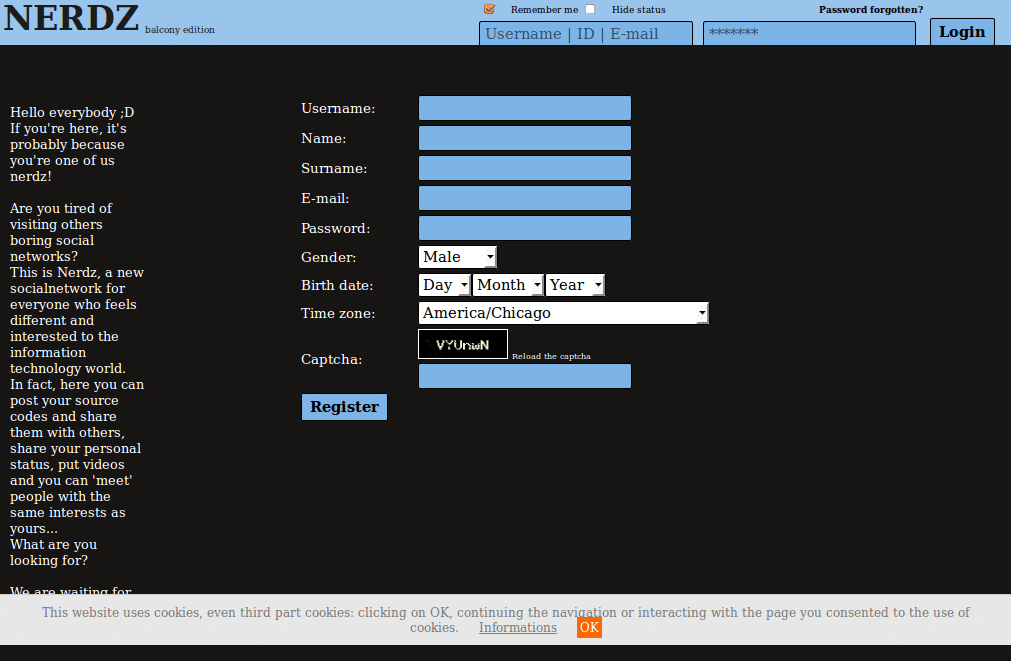 NERDZ balcony edition
Remember me Hide status Password forgotten?
Username | ID | E-mail ******* Login
Hello everybody ;D
If you're here, it's
probably because
you're one of us
nerdz!
Are you tired of
visiting others
boring social
networks?
This is Nerdz, a new
socialnetwork for
everyone who feels
different and
interested to the
information
technology world.
In fact, here you can
post your source
codes and share
them with others,
share your personal
status, put videos
and you can 'meet'
people with the
same interests as
yours...
What are you
looking for?
We are waiting for
Username:
Name:
Surname:
E-mail:
Password:
Gender: Male
Birth date: Day Month Year
Time zone: America/Chicago
Captcha: VYUnwN Reload the captcha
Register
This website uses cookies, even third part cookies: clicking on OK, continuing the navigation or interacting with the page you consented to the use of
cookies. Informations OK